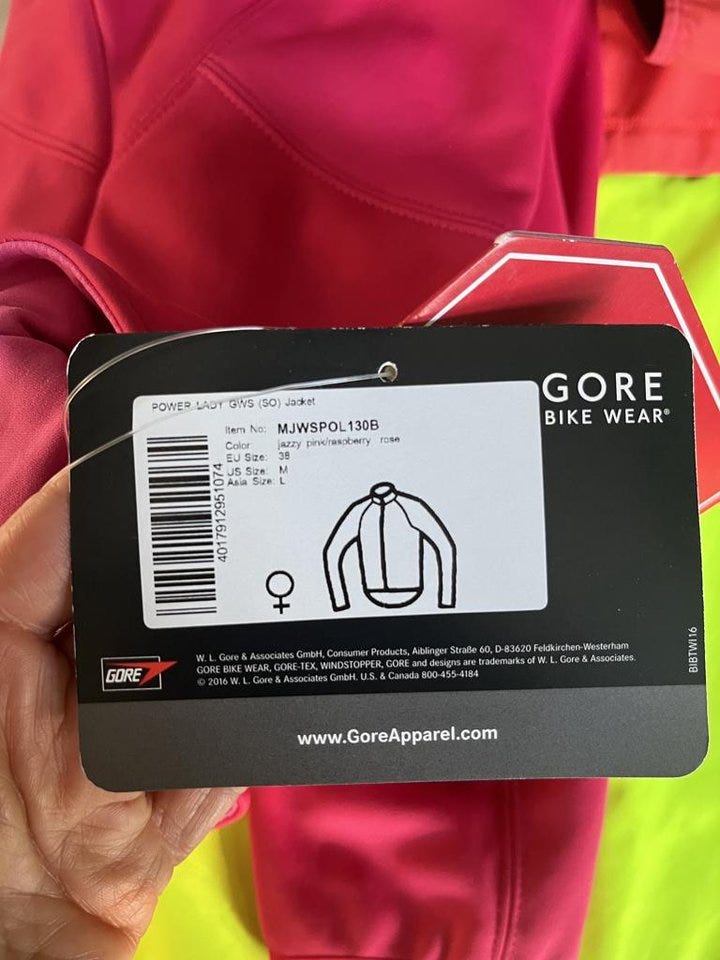 POWER LADY GWS (SO) Jacket
Item No: MJWSPOL130B
Color: jazzy pink/raspberry rose
EU Size: 38
US Size: M
Asia Size: L
4017912951074
GORE
BIKE WEAR®
GORE
W. L. Gore & Associates GmbH, Consumer Products, Aiblinger Straße 60, D-83620 Feldkirchen-Westerham
GORE BIKE WEAR, GORE-TEX, WINDSTOPPER, GORE and designs are trademarks of W. L. Gore & Associates.
© 2016 W. L. Gore & Associates GmbH. U.S. & Canada 800-455-4184
BIBTWI16
www.GoreApparel.com